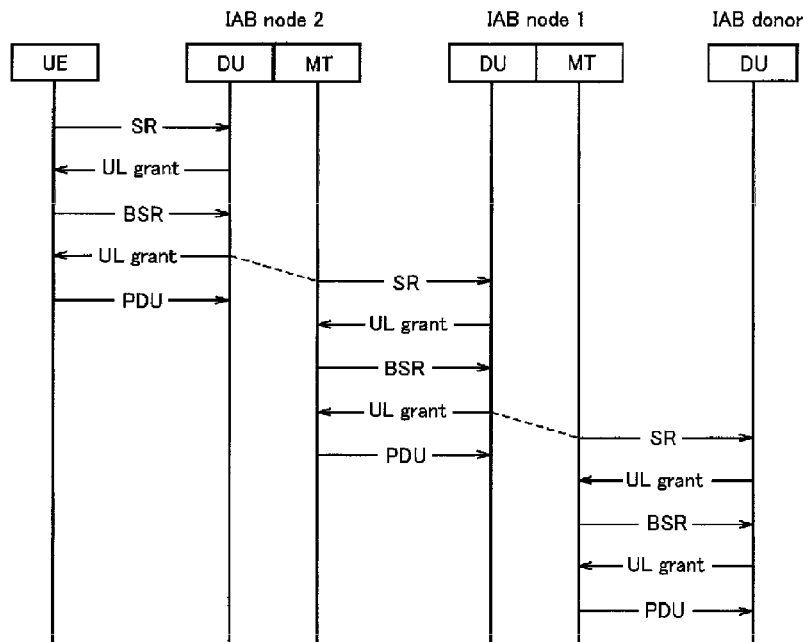 IAB node 2 IAB node 1 IAB donor
UE DU MT DU MT DU
SR
UL grant
BSR
UL grant
SR
PDU
UL grant
BSR
UL grant
SR
PDU
UL grant
BSR
UL grant
PDU